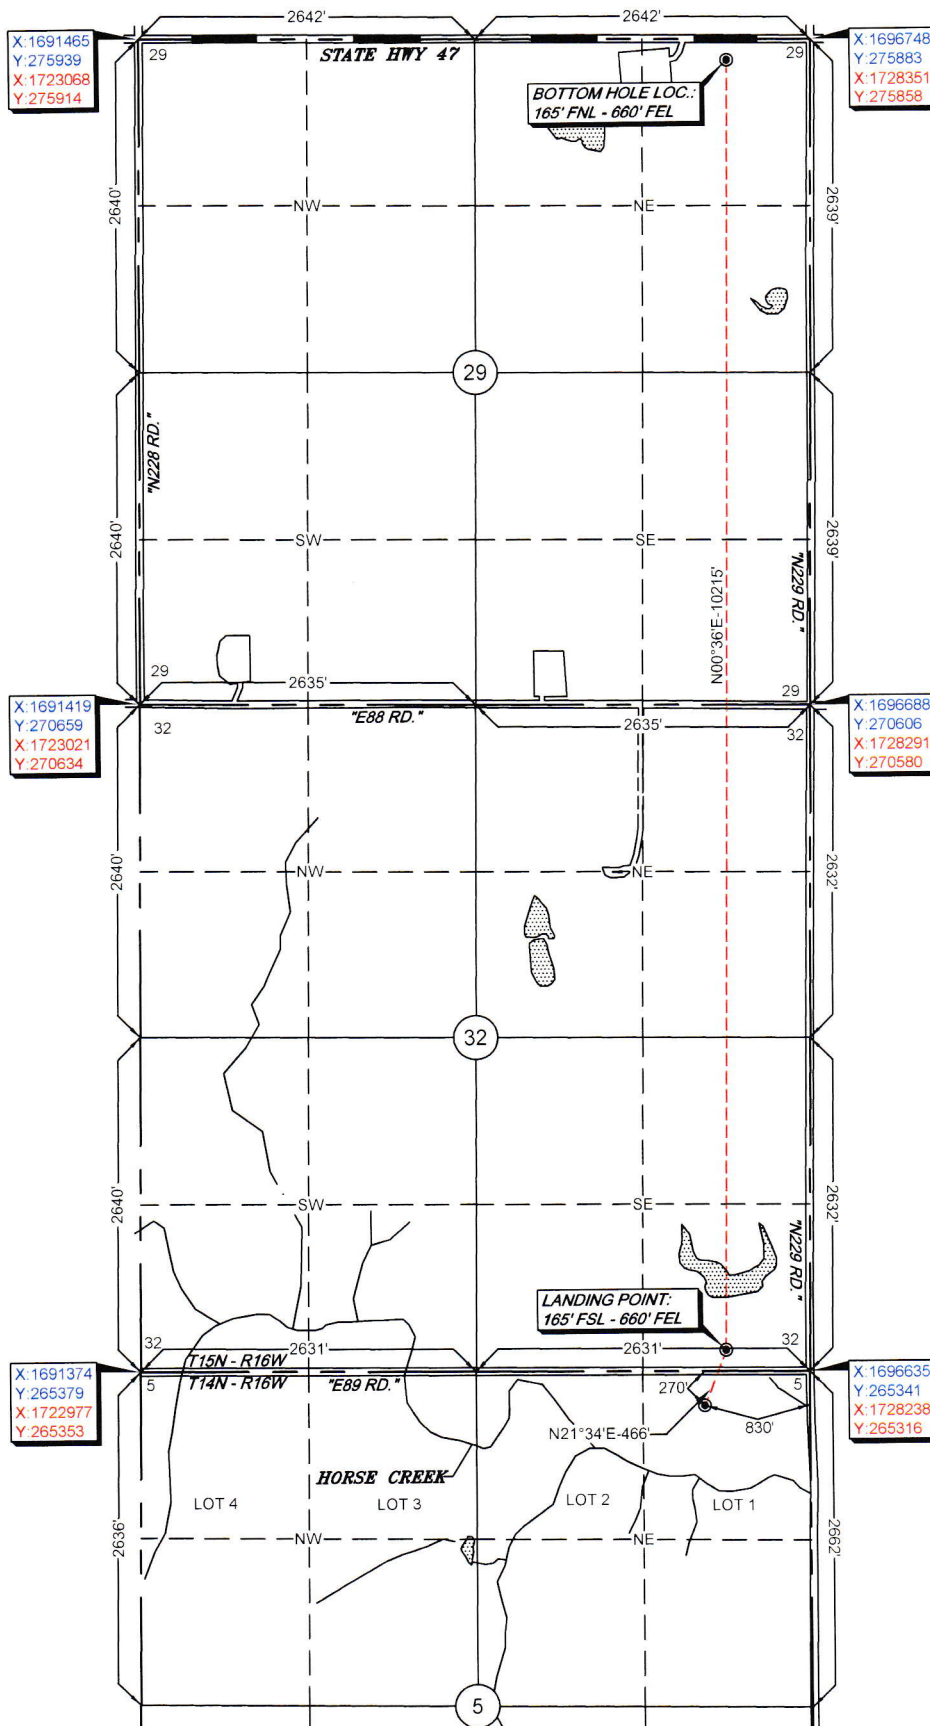 2642'
2642'
X:1691465
Y:275939
X:1723068
Y:275914
29
STATE HWY 47
29
X:1696748
Y:275883
X:1728351
Y:275858
BOTTOM HOLE LOC.:
165' FNL - 660' FEL
2640'
NW
NE
2639'
29
"N228 RD."
2640'
SW
SE
2639'
"N229 RD."
N00°36'E-10215'
29
2635'
29
X:1691419
Y:270659
X:1723021
Y:270634
32
"E88 RD."
2635'
32
X:1696688
Y:270606
X:1728291
Y:270580
2640'
NW
NE
2632'
32
2640'
SW
SE
2632'
"N229 RD."
LANDING POINT:
165' FSL - 660' FEL
32
T15N - R16W
2631'
2631'
32
X:1691374
Y:265379
X:1722977
Y:265353
5
T14N - R16W
"E89 RD."
270'
5
X:1696635
Y:265341
X:1728238
Y:265316
N21°34'E-466'
830'
HORSE CREEK
LOT 4
LOT 3
LOT 2
LOT 1
2636'
NW
NE
2662'
5